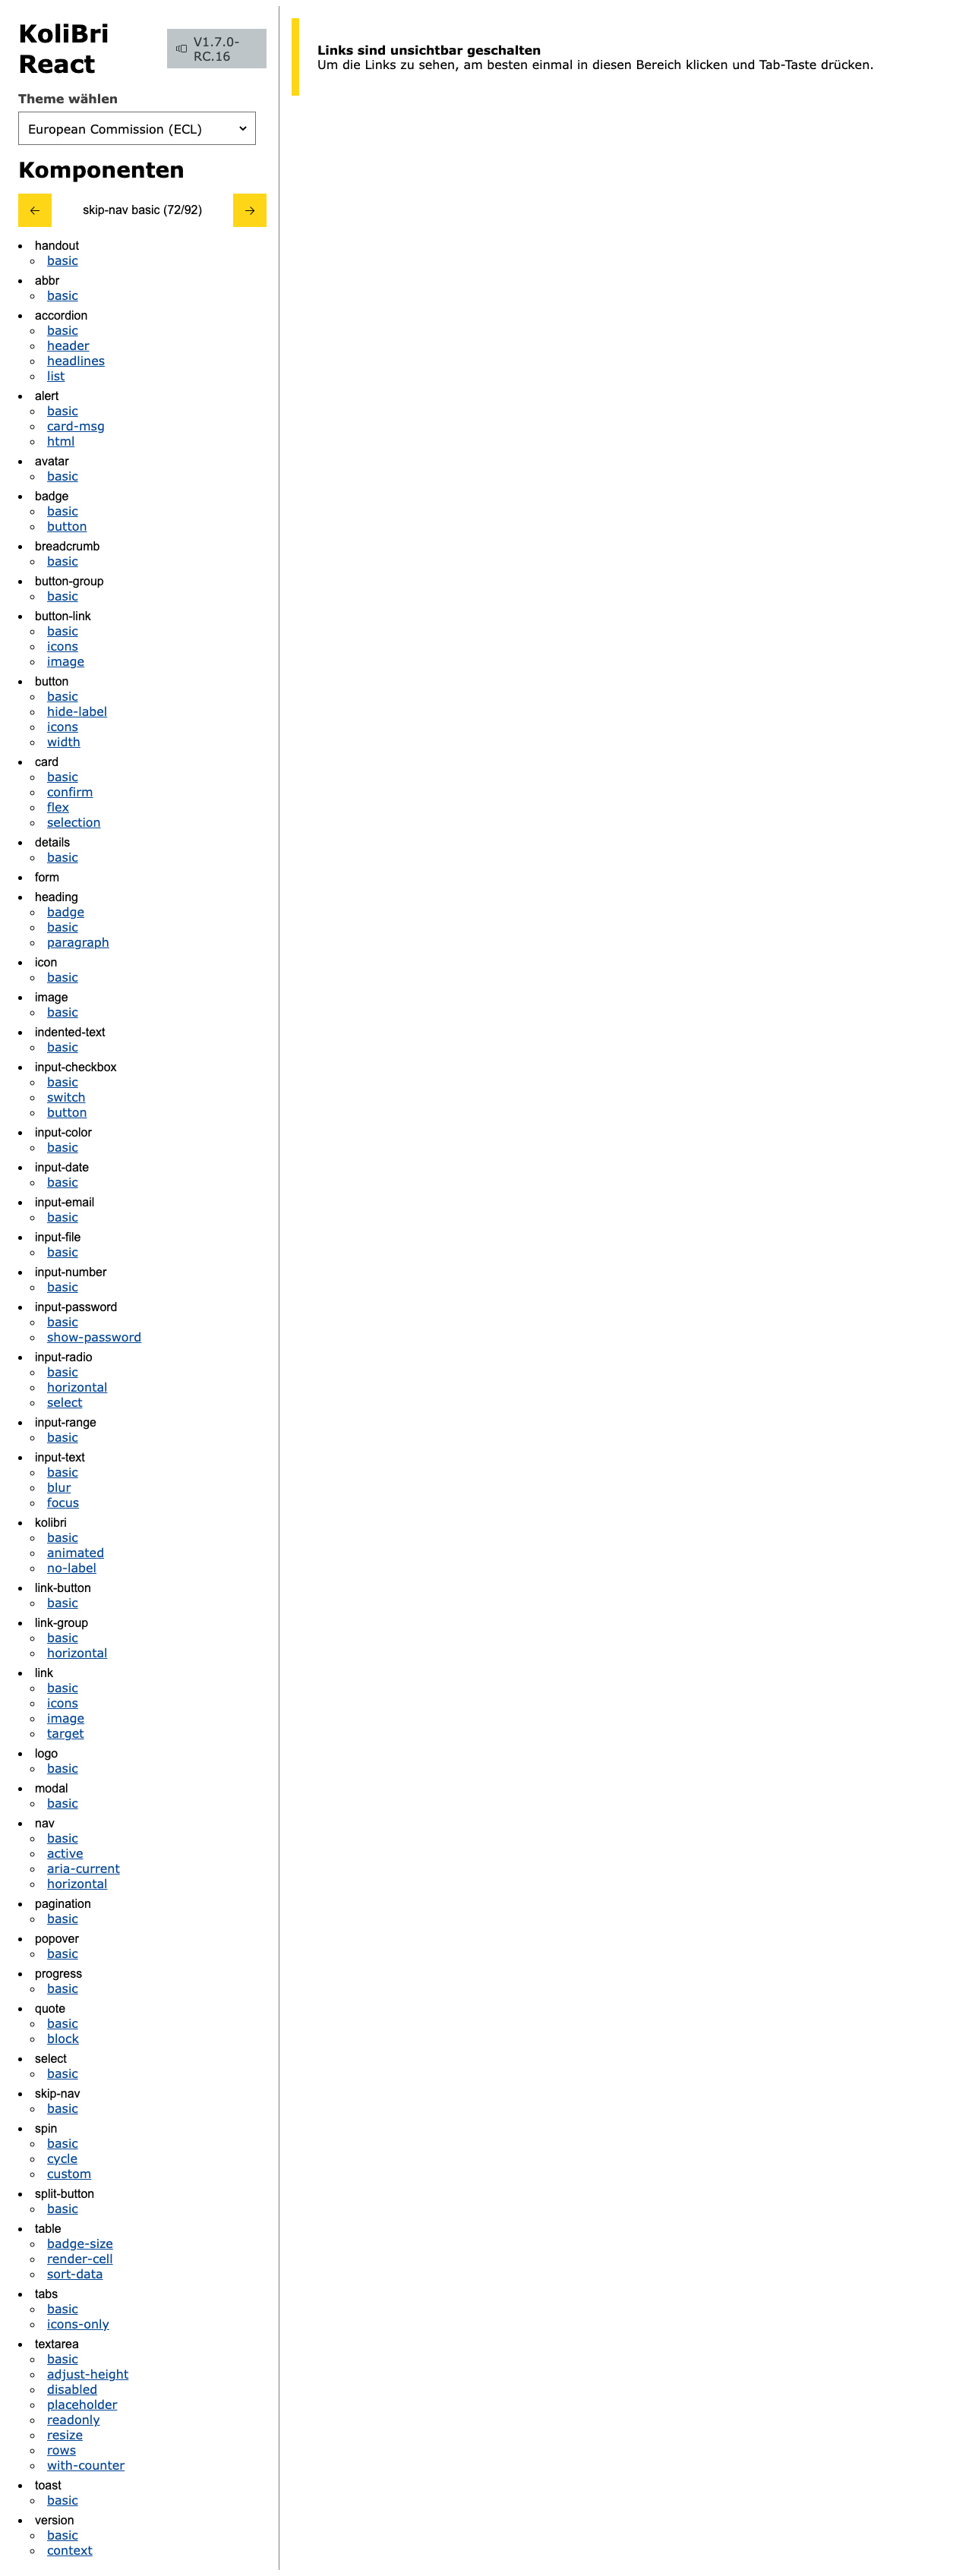 KoliBri
React
V1.7.0-
RC.16
Theme wählen
European Commission (ECL)
Komponenten
← skip-nav basic (72/92) →
handout
basic
abbr
basic
accordion
basic
header
headlines
list
alert
basic
card-msg
html
avatar
basic
badge
basic
button
breadcrumb
basic
button-group
basic
button-link
basic
icons
image
button
basic
hide-label
icons
width
card
basic
confirm
flex
selection
details
basic
form
heading
badge
basic
paragraph
icon
basic
image
basic
indented-text
basic
input-checkbox
basic
switch
button
input-color
basic
input-date
basic
input-email
basic
input-file
basic
input-number
basic
input-password
basic
show-password
input-radio
basic
horizontal
select
input-range
basic
input-text
basic
blur
focus
kolibri
basic
animated
no-label
link-button
basic
link-group
basic
horizontal
link
basic
icons
image
target
logo
basic
modal
basic
nav
basic
active
aria-current
horizontal
pagination
basic
popover
basic
progress
basic
quote
basic
block
select
basic
skip-nav
basic
spin
basic
cycle
custom
split-button
basic
table
badge-size
render-cell
sort-data
tabs
basic
icons-only
textarea
basic
adjust-height
disabled
placeholder
readonly
resize
rows
with-counter
toast
basic
version
basic
context
Links sind unsichtbar geschalten
Um die Links zu sehen, am besten einmal in diesen Bereich klicken und Tab-Taste drücken.